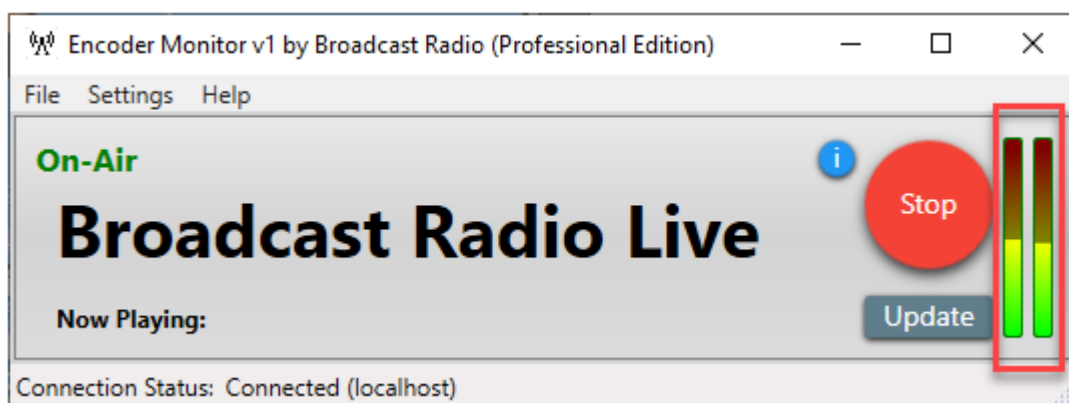 Encoder Monitor v1 by Broadcast Radio (Professional Edition)
File Settings Help
On-Air
i
Stop
Broadcast Radio Live
Now Playing:
Update
Connection Status: Connected (localhost)